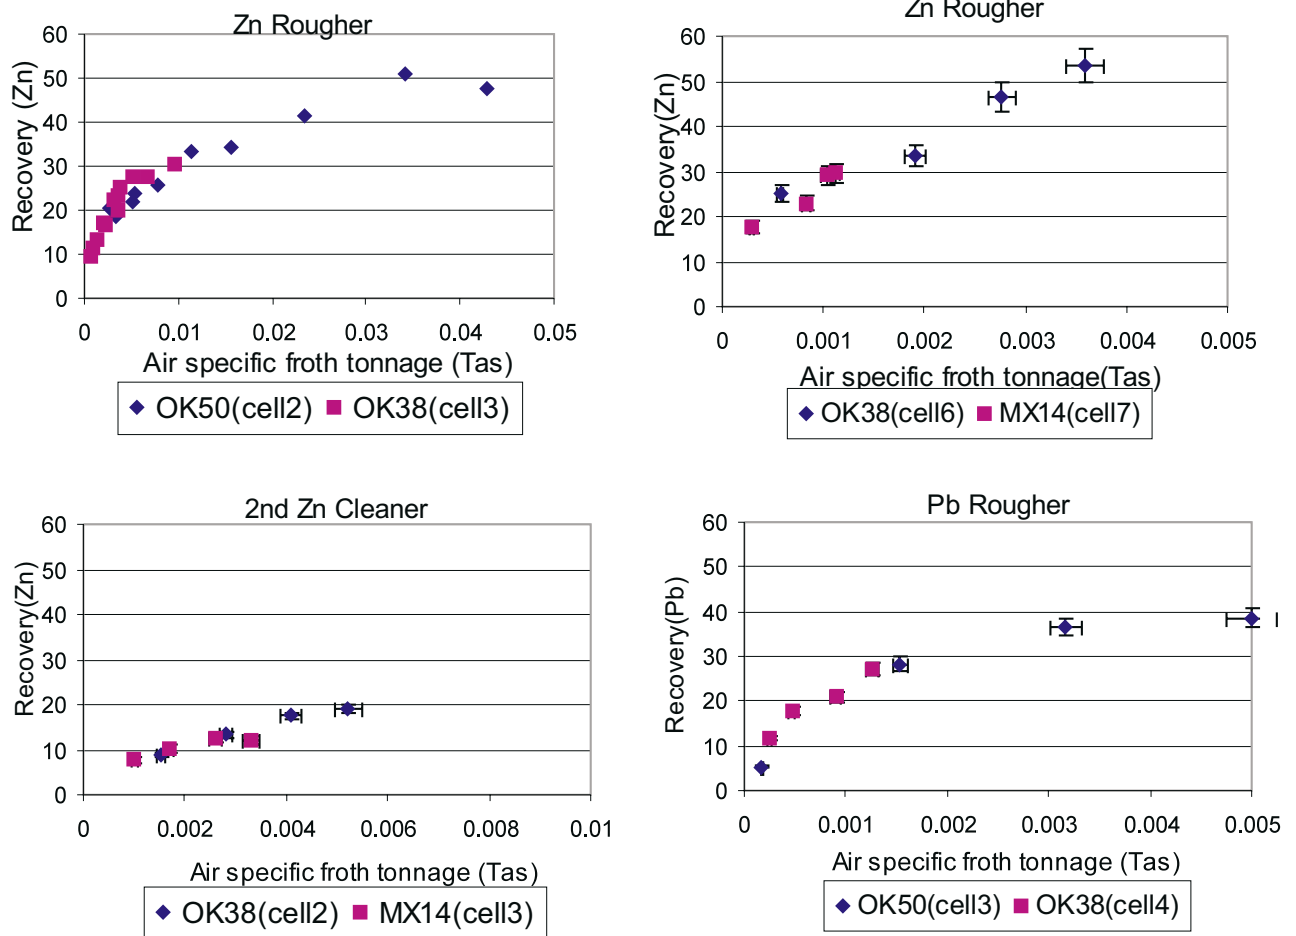 Zn Rougher
Recovery (Zn)
60
50
40
30
20
10
0
0 0.01 0.02 0.03 0.04 0.05
Air specific froth tonnage (Tas)
OK50(cell2) OK38(cell3)
Zn Rougher
Recovery(Zn)
60
50
40
30
20
10
0
0 0.001 0.002 0.003 0.004 0.005
Air specific froth tonnage(Tas)
OK38(cell6) MX14(cell7)
2nd Zn Cleaner
Recovery(Zn)
60
50
40
30
20
10
0
0 0.002 0.004 0.006 0.008 0.01
Air specific froth tonnage (Tas)
OK38(cell2) MX14(cell3)
Pb Rougher
Recovery(Pb)
60
50
40
30
20
10
0
0 0.001 0.002 0.003 0.004 0.005
Air specific froth tonnage (Tas)
OK50(cell3) OK38(cell4)